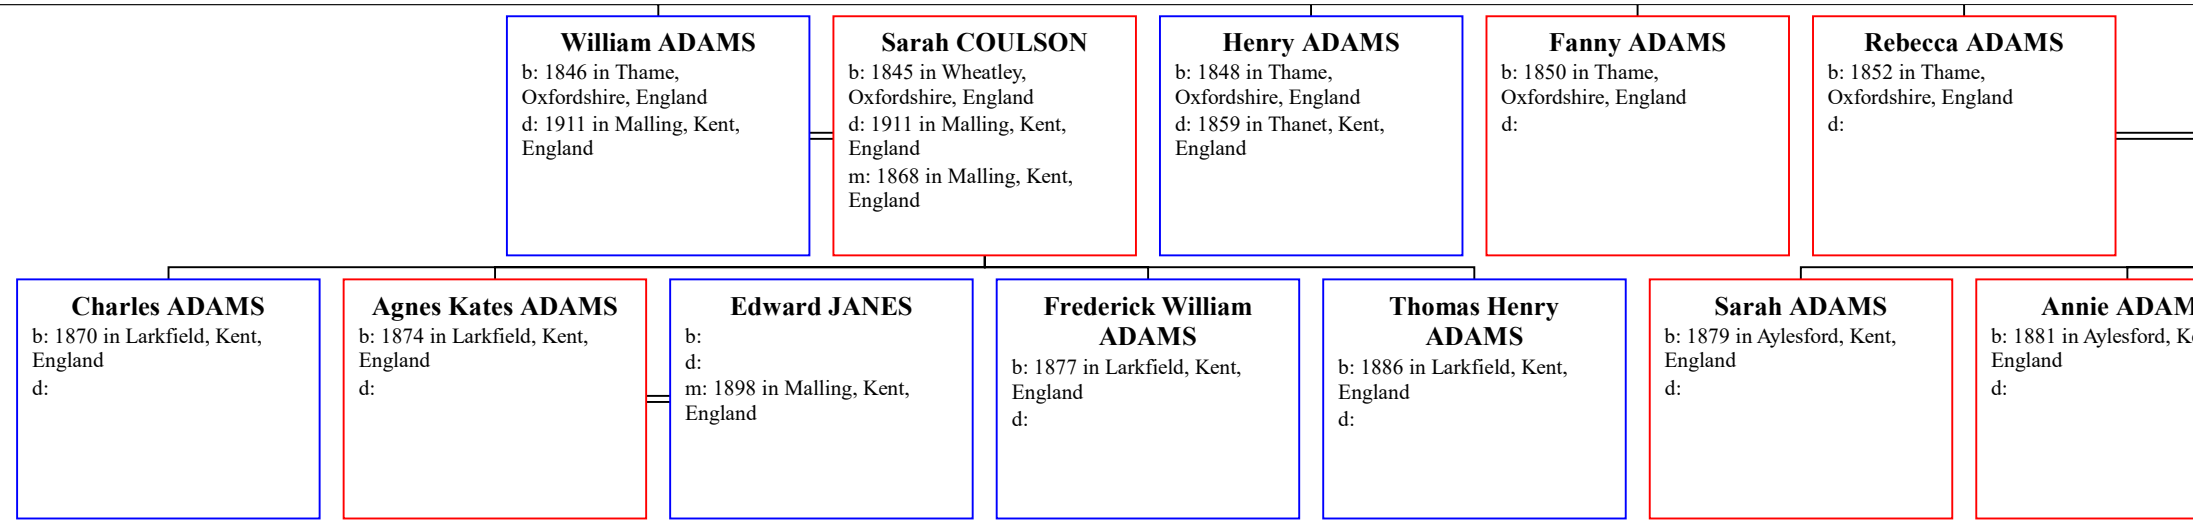 William ADAMS
b: 1846 in Thame,
Oxfordshire, England
d: 1911 in Malling, Kent,
England
Sarah COULSON
b: 1845 in Wheatley,
Oxfordshire, England
d: 1911 in Malling, Kent,
England
m: 1868 in Malling, Kent,
England
Henry ADAMS
b: 1848 in Thame,
Oxfordshire, England
d: 1859 in Thanet, Kent,
England
Fanny ADAMS
b: 1850 in Thame,
Oxfordshire, England
d:
Rebecca ADAMS
b: 1852 in Thame,
Oxfordshire, England
d:
Charles ADAMS
b: 1870 in Larkfield, Kent,
England
d:
Agnes Kates ADAMS
b: 1874 in Larkfield, Kent,
England
d:
Edward JANES
b:
d:
m: 1898 in Malling, Kent,
England
Frederick William
ADAMS
b: 1877 in Larkfield, Kent,
England
d:
Thomas Henry
ADAMS
b: 1886 in Larkfield, Kent,
England
d:
Sarah ADAMS
b: 1879 in Aylesford, Kent,
England
d:
Annie ADAM
b: 1881 in Aylesford,
England
d: